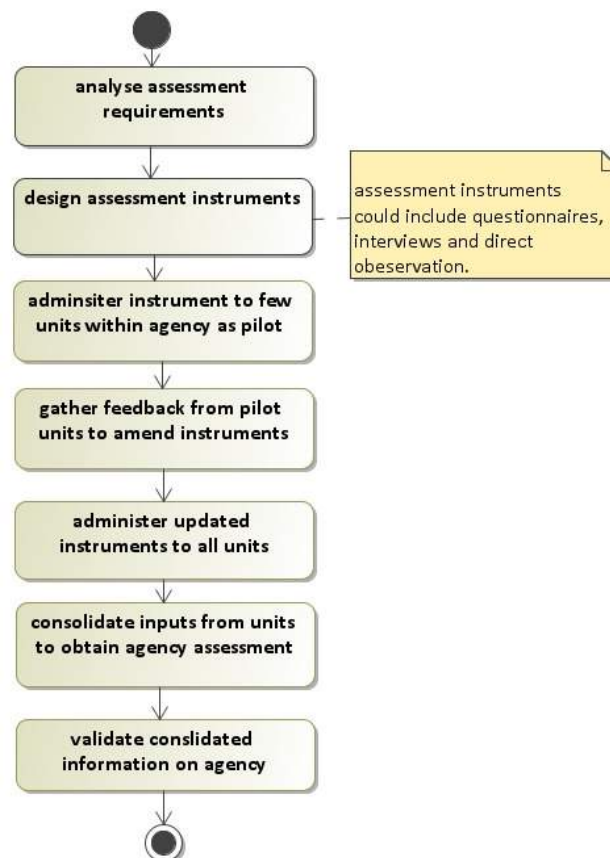 analyse assessment
requirements
design assessment instruments
assessment instruments
could include questionnaires,
interviews and direct
obeservation.
adminsiter instrument to few
units within agency as pilot
gather feedback from pilot
units to amend instruments
administer updated
instruments to all units
consolidate inputs from units
to obtain agency assessment
validate conslidated
information on agency